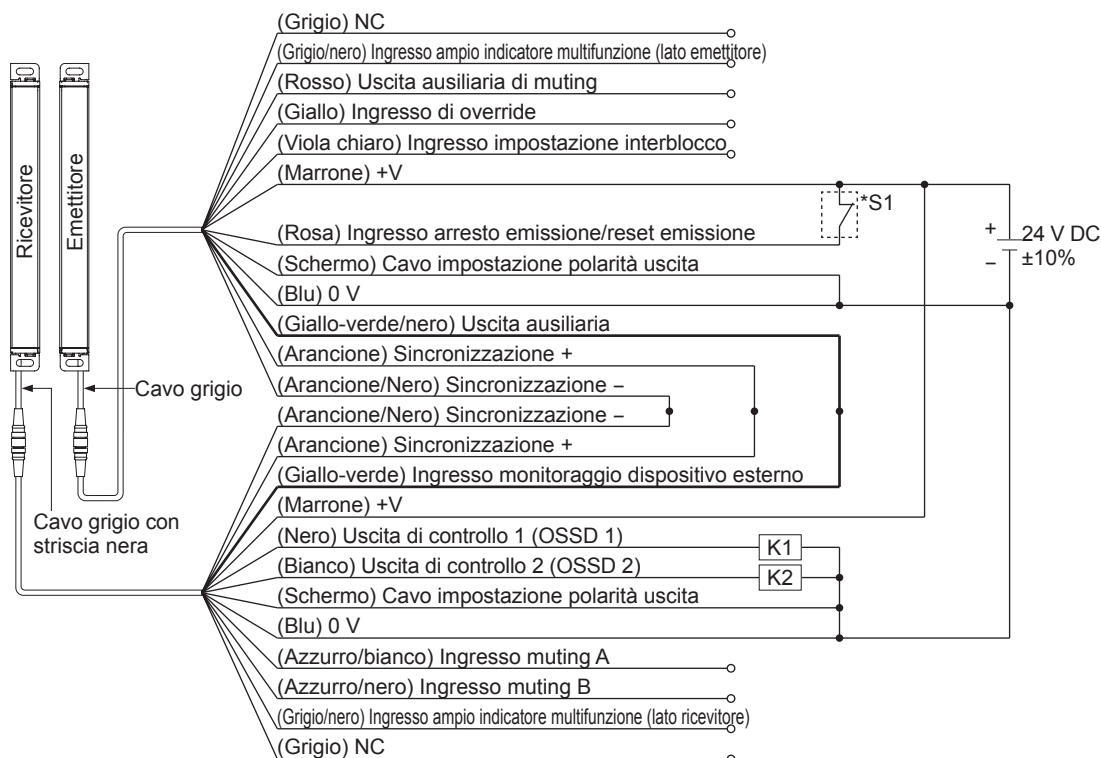 (Grigio) NC
(Grigio/nero) Ingresso ampio indicatore multifunzione (lato emettitore)
(Rosso) Uscita ausiliaria di muting
(Giallo) Ingresso di override
(Viola chiaro) Ingresso impostazione interblocco
(Marrone) +V
*S1
(Rosa) Ingresso arresto emissione/reset emissione
+
24 V DC
±10%
–
(Schermo) Cavo impostazione polarità uscita
(Blu) 0 V
(Giallo-verde/nero) Uscita ausiliaria
(Arancione) Sincronizzazione +
(Arancione/Nero) Sincronizzazione –
(Arancione/Nero) Sincronizzazione –
(Arancione) Sincronizzazione +
(Giallo-verde) Ingresso monitoraggio dispositivo esterno
(Marrone) +V
(Nero) Uscita di controllo 1 (OSSD 1)
K1
(Bianco) Uscita di controllo 2 (OSSD 2)
K2
(Schermo) Cavo impostazione polarità uscita
(Blu) 0 V
(Azzurro/bianco) Ingresso muting A
(Azzurro/nero) Ingresso muting B
(Grigio/nero) Ingresso ampio indicatore multifunzione (lato ricevitore)
(Grigio) NC
Ricevitore
Emettitore
Cavo grigio
Cavo grigio con
striscia nera